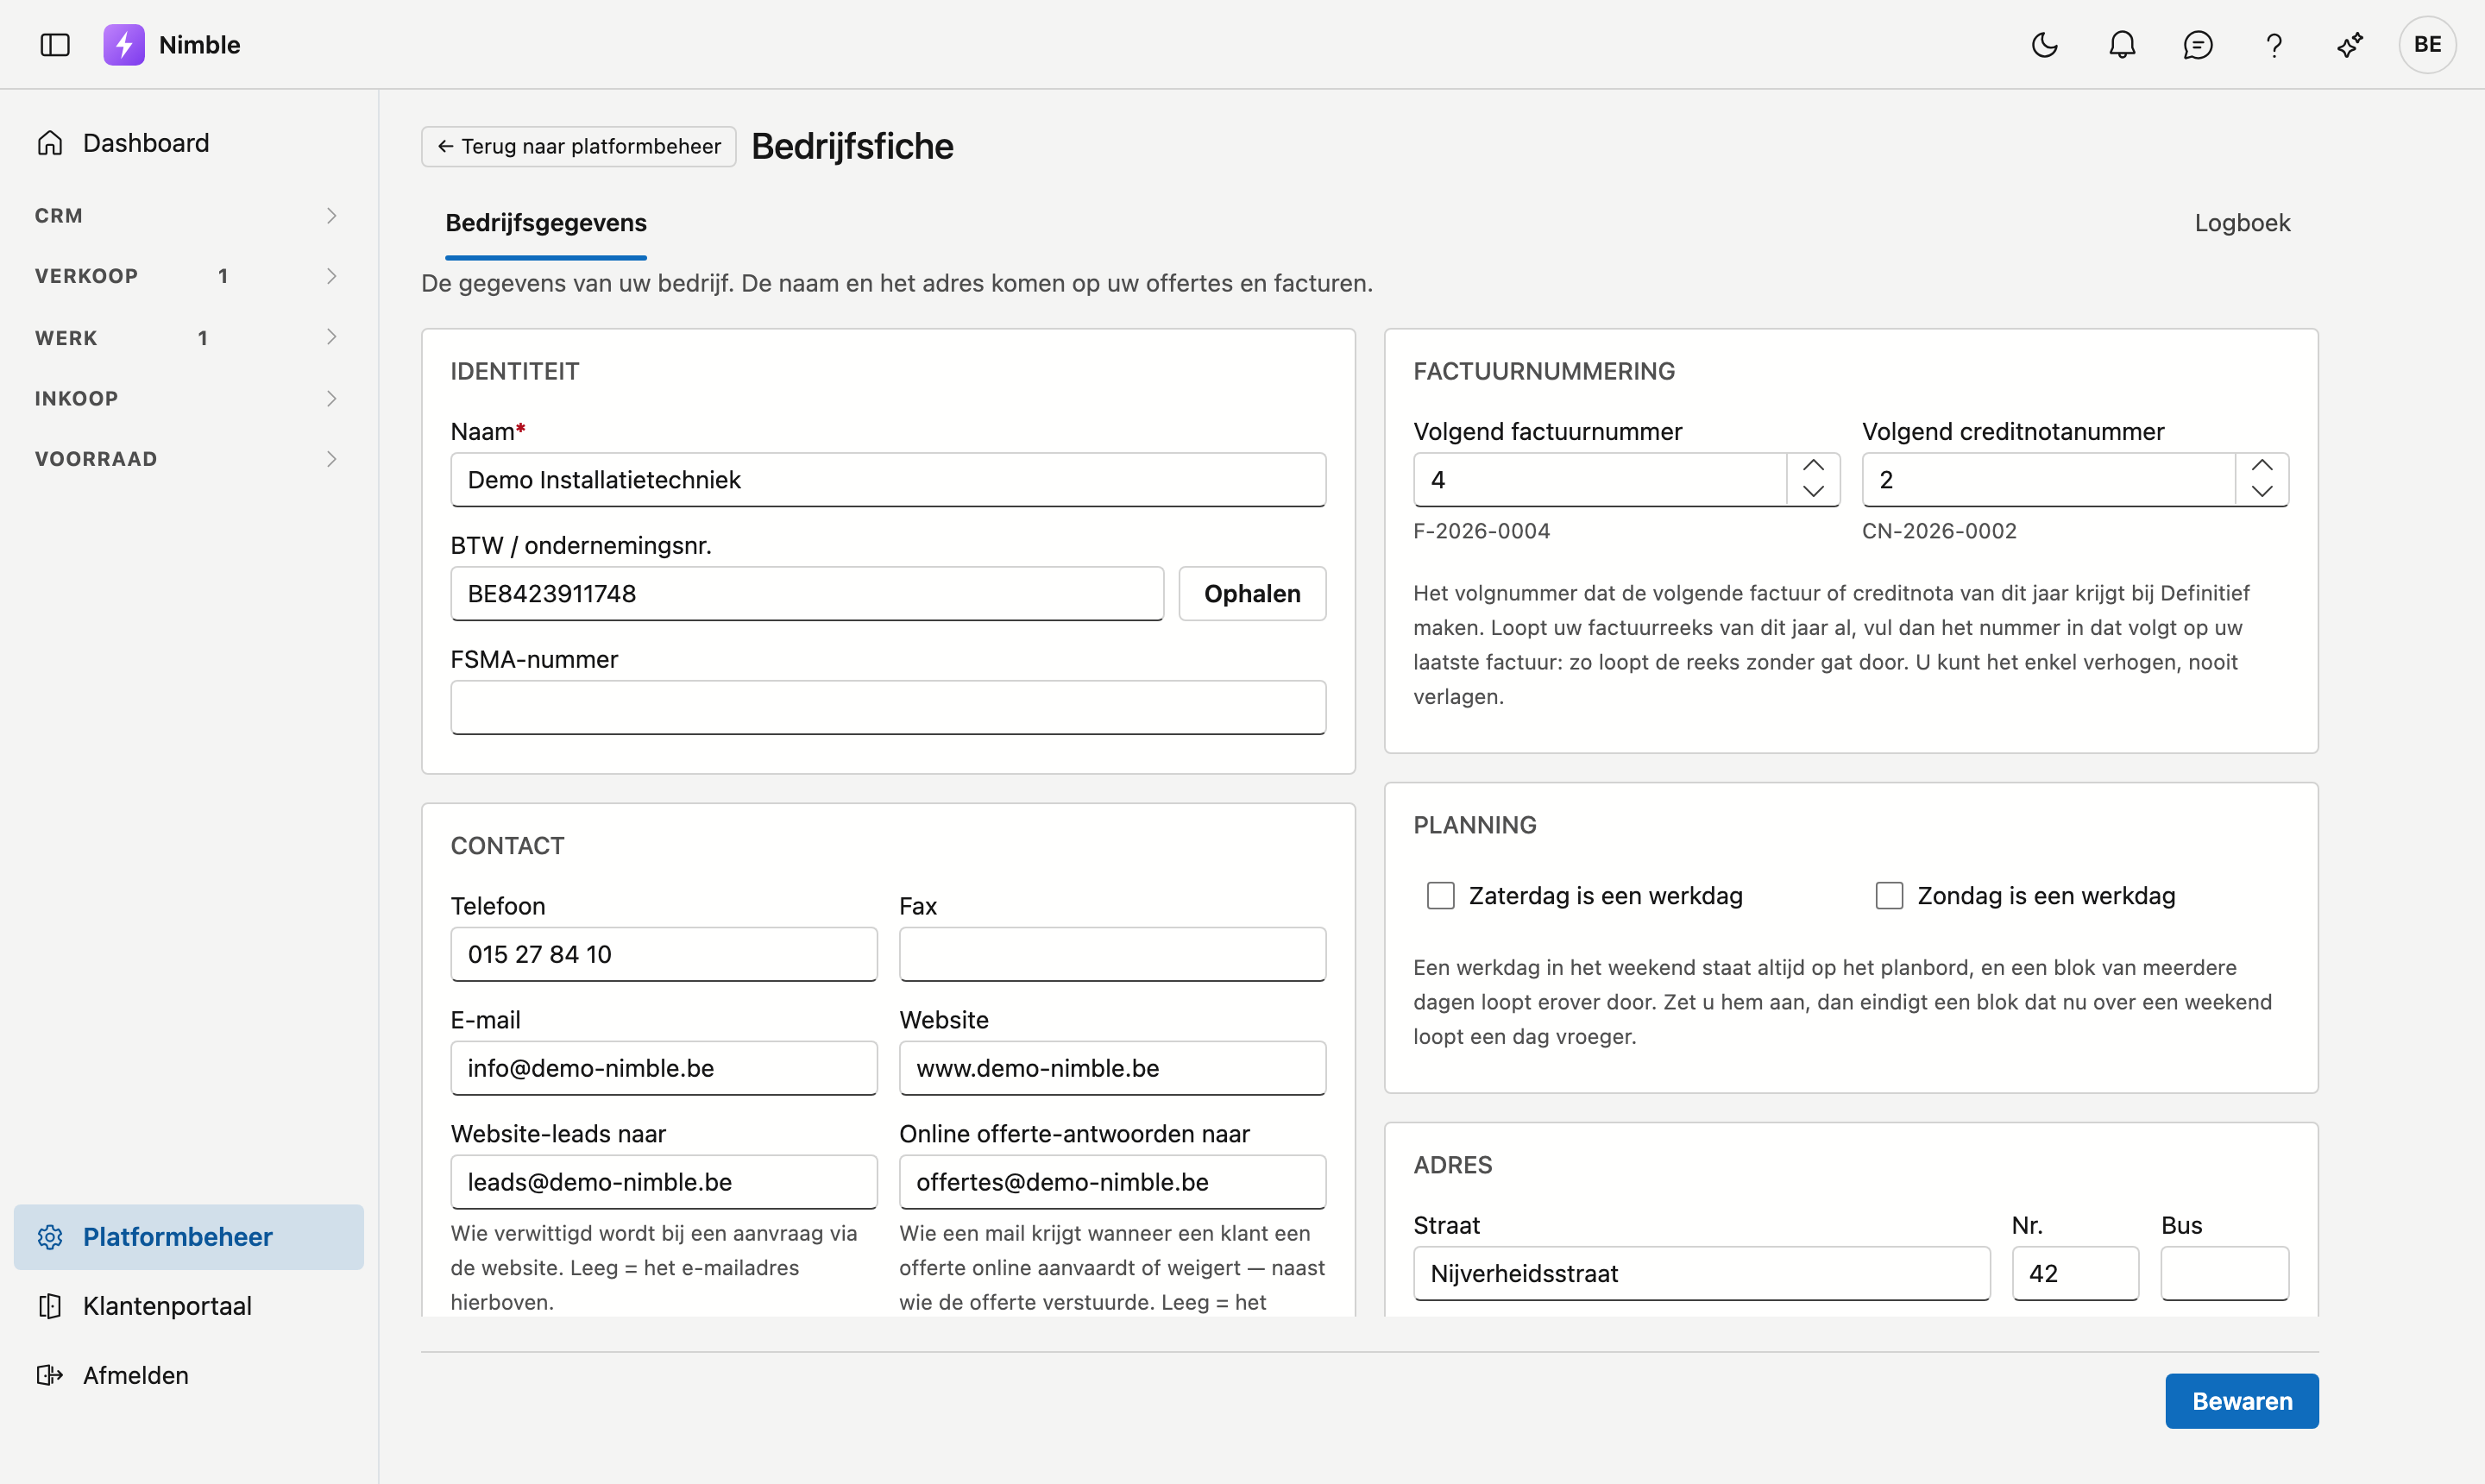 Nimble
BE
Dashboard
CRM
VERKOOP 1
WERK 1
INKOOP
VOORRAAD
Platformbeheer
Klantenportaal
Afmelden
← Terug naar platformbeheer
Bedrijfsfiche
Bedrijfsgegevens
Logboek
De gegevens van uw bedrijf. De naam en het adres komen op uw offertes en facturen.
IDENTITEIT
Naam*
Demo Installatietechniek
BTW / ondernemingsnr.
BE8423911748
Ophalen
FSMA-nummer
CONTACT
Telefoon
Fax
015 27 84 10
E-mail
Website
info@demo-nimble.be
www.demo-nimble.be
Website-leads naar
Online offerte-antwoorden naar
leads@demo-nimble.be
offertes@demo-nimble.be
Wie verwittigd wordt bij een aanvraag via
de website. Leeg = het e-mailadres
hierboven.
Wie een mail krijgt wanneer een klant een
offerte online aanvaardt of weigert — naast
wie de offerte verstuurde. Leeg = het
FACTUURNUMMERING
Volgend factuurnummer
Volgend creditnotanummer
4
2
F-2026-0004
CN-2026-0002
Het volgnummer dat de volgende factuur of creditnota van dit jaar krijgt bij Definitief
maken. Loopt uw factuurreeks van dit jaar al, vul dan het nummer in dat volgt op uw
laatste factuur: zo loopt de reeks zonder gat door. U kunt het enkel verhogen, nooit
verlagen.
PLANNING
Zaterdag is een werkdag
Zondag is een werkdag
Een werkdag in het weekend staat altijd op het planbord, en een blok van meerdere
dagen loopt erover door. Zet u hem aan, dan eindigt een blok dat nu over een weekend
loopt een dag vroeger.
ADRES
Straat
Nr.
Bus
Nijverheidsstraat
42
Bewaren